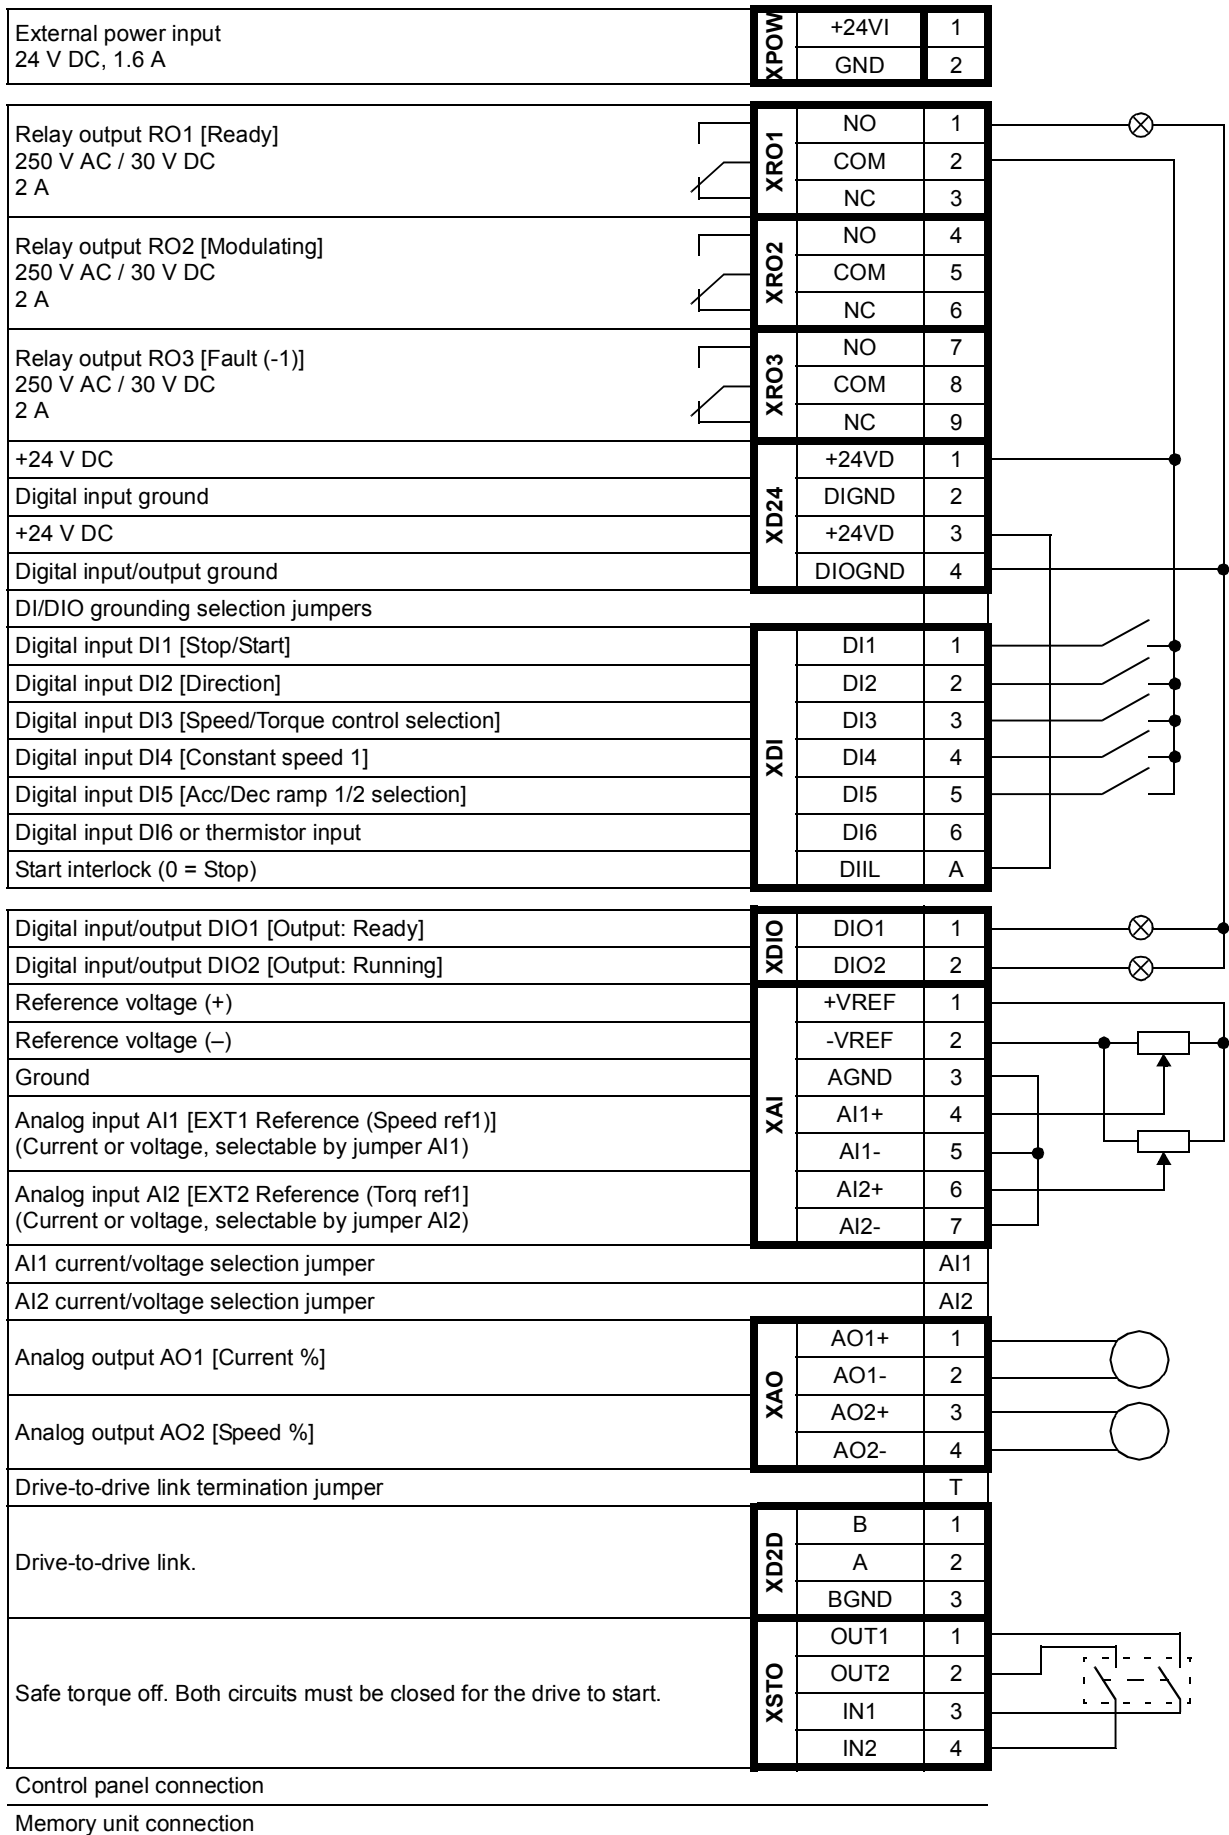 External power input
24 V DC, 1.6 A
XPOW
+24VI 1
GND 2
Relay output RO1 [Ready]
250 V AC / 30 V DC
2 A
XRO1
NO 1
COM 2
NC 3
Relay output RO2 [Modulating]
250 V AC / 30 V DC
2 A
XRO2
NO 4
COM 5
NC 6
Relay output RO3 [Fault (-1)]
250 V AC / 30 V DC
2 A
XRO3
NO 7
COM 8
NC 9
XD24
+24 V DC +24VD 1
Digital input ground DIGND 2
+24 V DC +24VD 3
Digital input/output ground DIOGND 4
DI/DIO grounding selection jumpers
XDI
Digital input DI1 [Stop/Start] DI1 1
Digital input DI2 [Direction] DI2 2
Digital input DI3 [Speed/Torque control selection] DI3 3
Digital input DI4 [Constant speed 1] DI4 4
Digital input DI5 [Acc/Dec ramp 1/2 selection] DI5 5
Digital input DI6 or thermistor input DI6 6
Start interlock (0 = Stop) DIIL A
XDIO
Digital input/output DIO1 [Output: Ready] DIO1 1
Digital input/output DIO2 [Output: Running] DIO2 2
XAI
Reference voltage (+) +VREF 1
Reference voltage (–) -VREF 2
Ground AGND 3
Analog input AI1 [EXT1 Reference (Speed ref1)]
(Current or voltage, selectable by jumper AI1)
AI1+ 4
AI1- 5
Analog input AI2 [EXT2 Reference (Torq ref1]
(Current or voltage, selectable by jumper AI2)
AI2+ 6
AI2- 7
AI1 current/voltage selection jumper AI1
AI2 current/voltage selection jumper AI2
XAO
Analog output AO1 [Current %]
AO1+ 1
AO1- 2
Analog output AO2 [Speed %]
AO2+ 3
AO2- 4
Drive-to-drive link termination jumper T
Drive-to-drive link.
XD2D
B 1
A 2
BGND 3
Safe torque off. Both circuits must be closed for the drive to start.
XSTO
OUT1 1
OUT2 2
IN1 3
IN2 4
Control panel connection
Memory unit connection